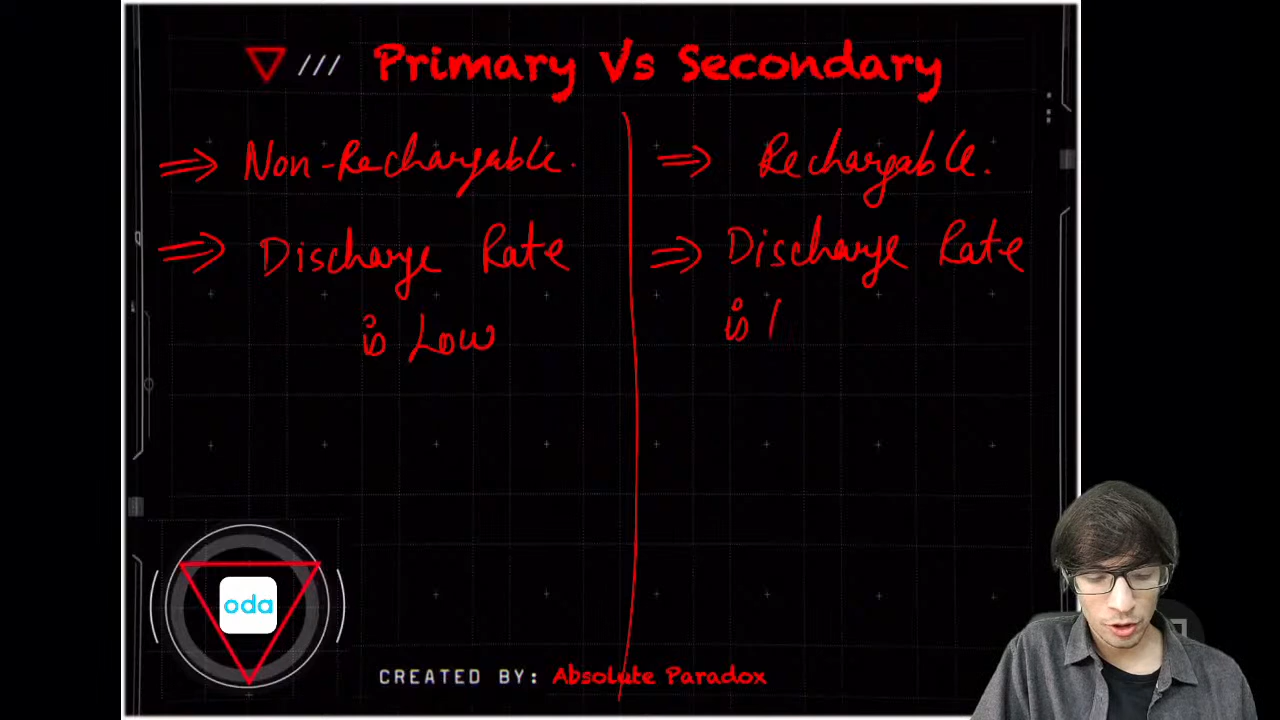 /// Primary Vs Secondary
⇒ Non-Rechargable.
⇒ Rechargable.
⇒ Discharge Rate
is Low
⇒ Discharge Rate
is
oda
CREATED BY: Absolute Paradox